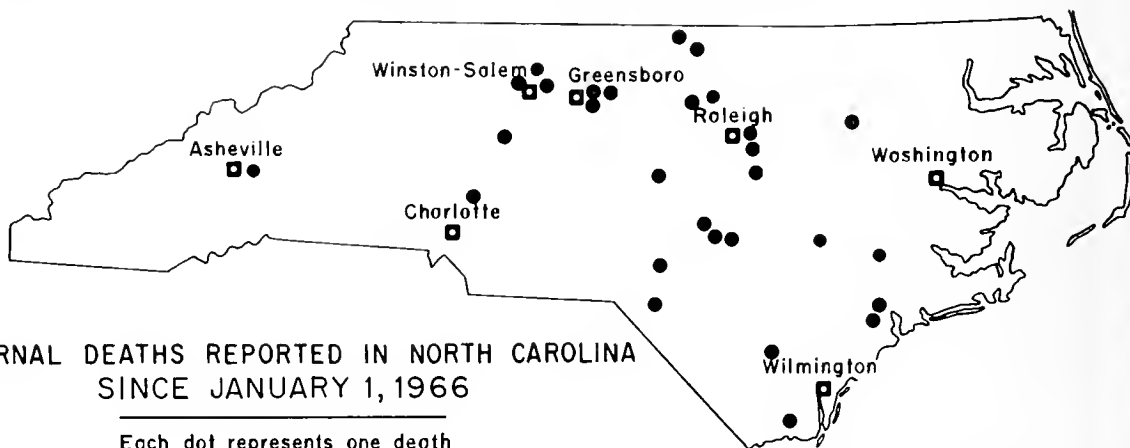 Winston-Salem
Greensboro
Raleigh
Asheville
Washington
Charlotte
DEATHS REPORTED IN NORTH CAROLINA
SINCE JANUARY 1, 1966
Wilmington
Each dot represents one death